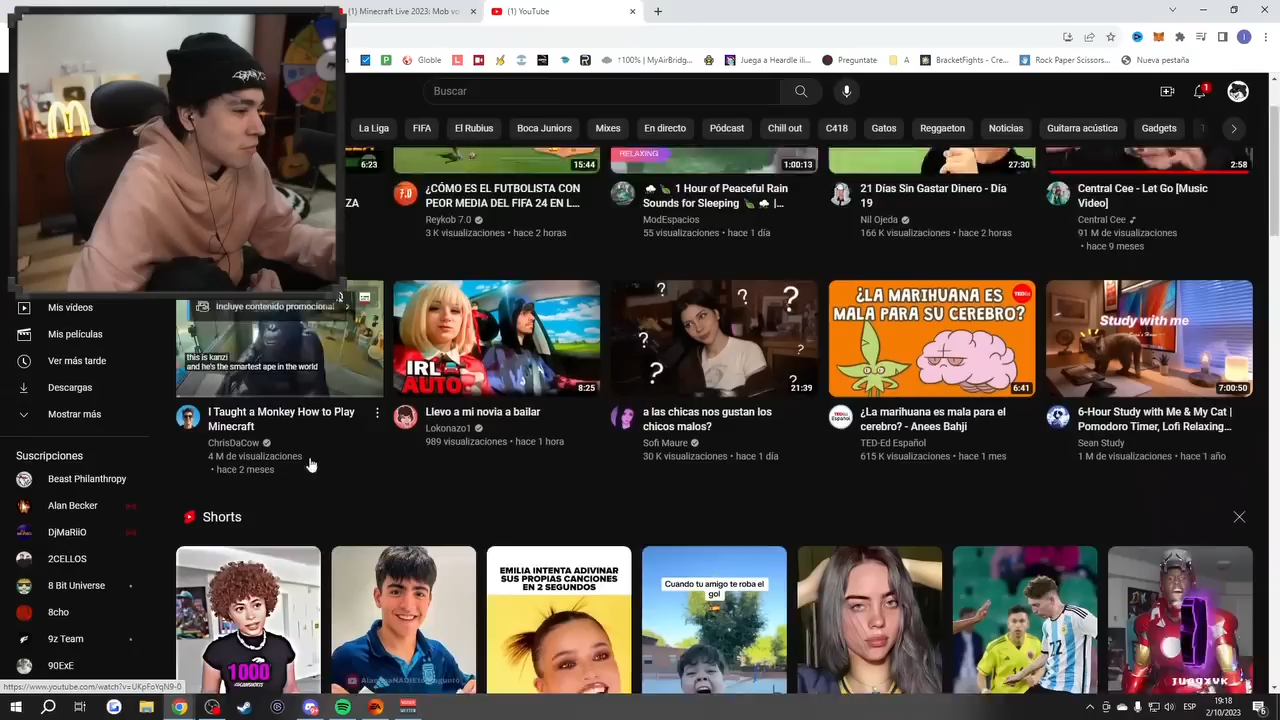 (1) Minecraft Live 2023: Mob vo
(1) YouTube
Globle
↑100% | MyAirBridg...
Juega a Heardle ili...
Preguntate
A
BracketFights - Cre...
Rock Paper Scissors...
Nueva pestaña
Buscar
1
La Liga
FIFA
El Rubius
Boca Juniors
Mixes
En directo
Pódcast
Chill out
C418
Gatos
Reggaeton
Noticias
Guitarra acústica
Gadgets
6:23
15:44
RELAXING
1:00:13
27:30
2:58
ZA
7.0
¿CÓMO ES EL FUTBOLISTA CON
PEOR MEDIA DEL FIFA 24 EN L...
Reykob 7.0
3 K visualizaciones • hace 2 horas
1 Hour of Peaceful Rain
Sounds for Sleeping
|...
ModEspacios
55 visualizaciones • hace 1 día
21 Días Sin Gastar Dinero - Día
19
Nil Ojeda
166 K visualizaciones • hace 2 horas
Central Cee - Let Go [Music
Video]
Central Cee
91 M de visualizaciones
• hace 9 meses
Mis vídeos
Mis películas
Ver más tarde
Descargas
Mostrar más
Suscripciones
Beast Philanthropy
Alan Becker
DjMaRiiO
2CELLOS
8 Bit Universe
8cho
9z Team
90ExE
Incluye contenido promocional
this is kanzi
and he's the smartest ape in the world
I Taught a Monkey How to Play
Minecraft
ChrisDaCow
4 M de visualizaciones
• hace 2 meses
IRL
AUTO
8:25
Llevo a mi novia a bailar
Lokonazo1
989 visualizaciones • hace 1 hora
? ? ? ? ? ?
21:39
a las chicas nos gustan los
chicos malos?
Sofi Maure
30 K visualizaciones • hace 1 día
¿LA MARIHUANA ES
MALA PARA SU CEREBRO?
TED-Ed
6:41
¿La marihuana es mala para el
cerebro? - Anees Bahji
TED-Ed Español
615 K visualizaciones • hace 1 mes
Study with me
7:00:50
6-Hour Study with Me & My Cat |
Pomodoro Timer, Lofi Relaxing...
Sean Study
1 M de visualizaciones • hace 1 año
Shorts
1000
EMILIA INTENTA ADIVINAR
SUS PROPIAS CANCIONES
EN 2 SEGUNDOS
Cuando tu amigo te roba el
gol
https://www.youtube.com/watch?v=UKpFoYqN9-0
ESP
19:18
2/10/2023